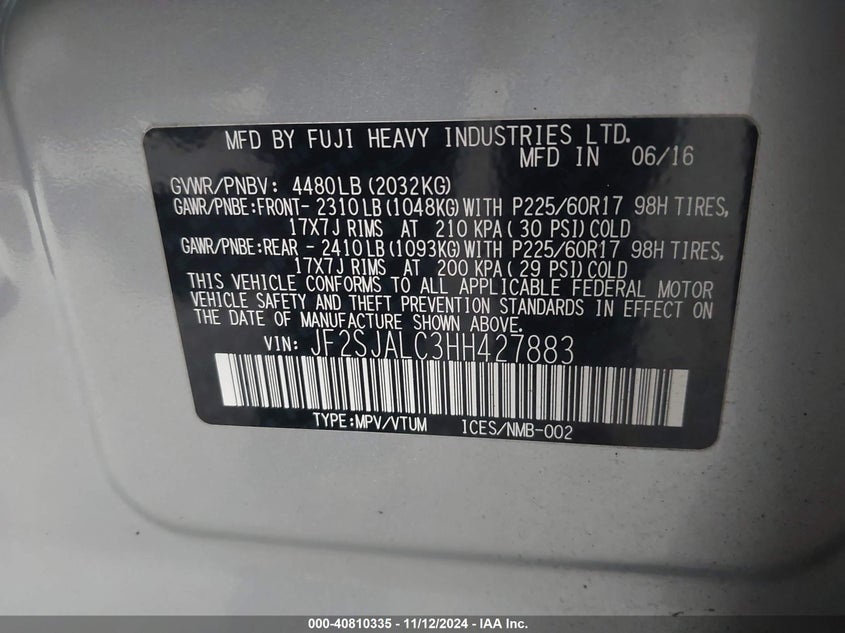 MFD BY FUJI HEAVY INDUSTRIES LTD.
MFD IN 06/16
GVWR/PNBV: 4480LB(2032KG)
GAWR/PNBE:FRONT- 2310LB(1048KG)WITH P225/60R17 98H TIRES,
17X7J RIMS AT 210 KPA( 30 PSI)COLD
GAWR/PNBE:REAR - 2410LB(1093KG)WITH P225/60R17 98H TIRES,
17X7J RIMS AT 200 KPA( 29 PSI)COLD
THIS VEHICLE CONFORMS TO ALL APPLICABLE FEDERAL MOTOR
VEHICLE SAFETY AND THEFT PREVENTION STANDARDS IN EFFECT ON
THE DATE OF MANUFACTURE SHOWN ABOVE.
VIN: JF2SJALC3HH427883
TYPE:MPV/VTUM ICES/NMB-002
000-40810335 - 11/12/2024 - IAA Inc.